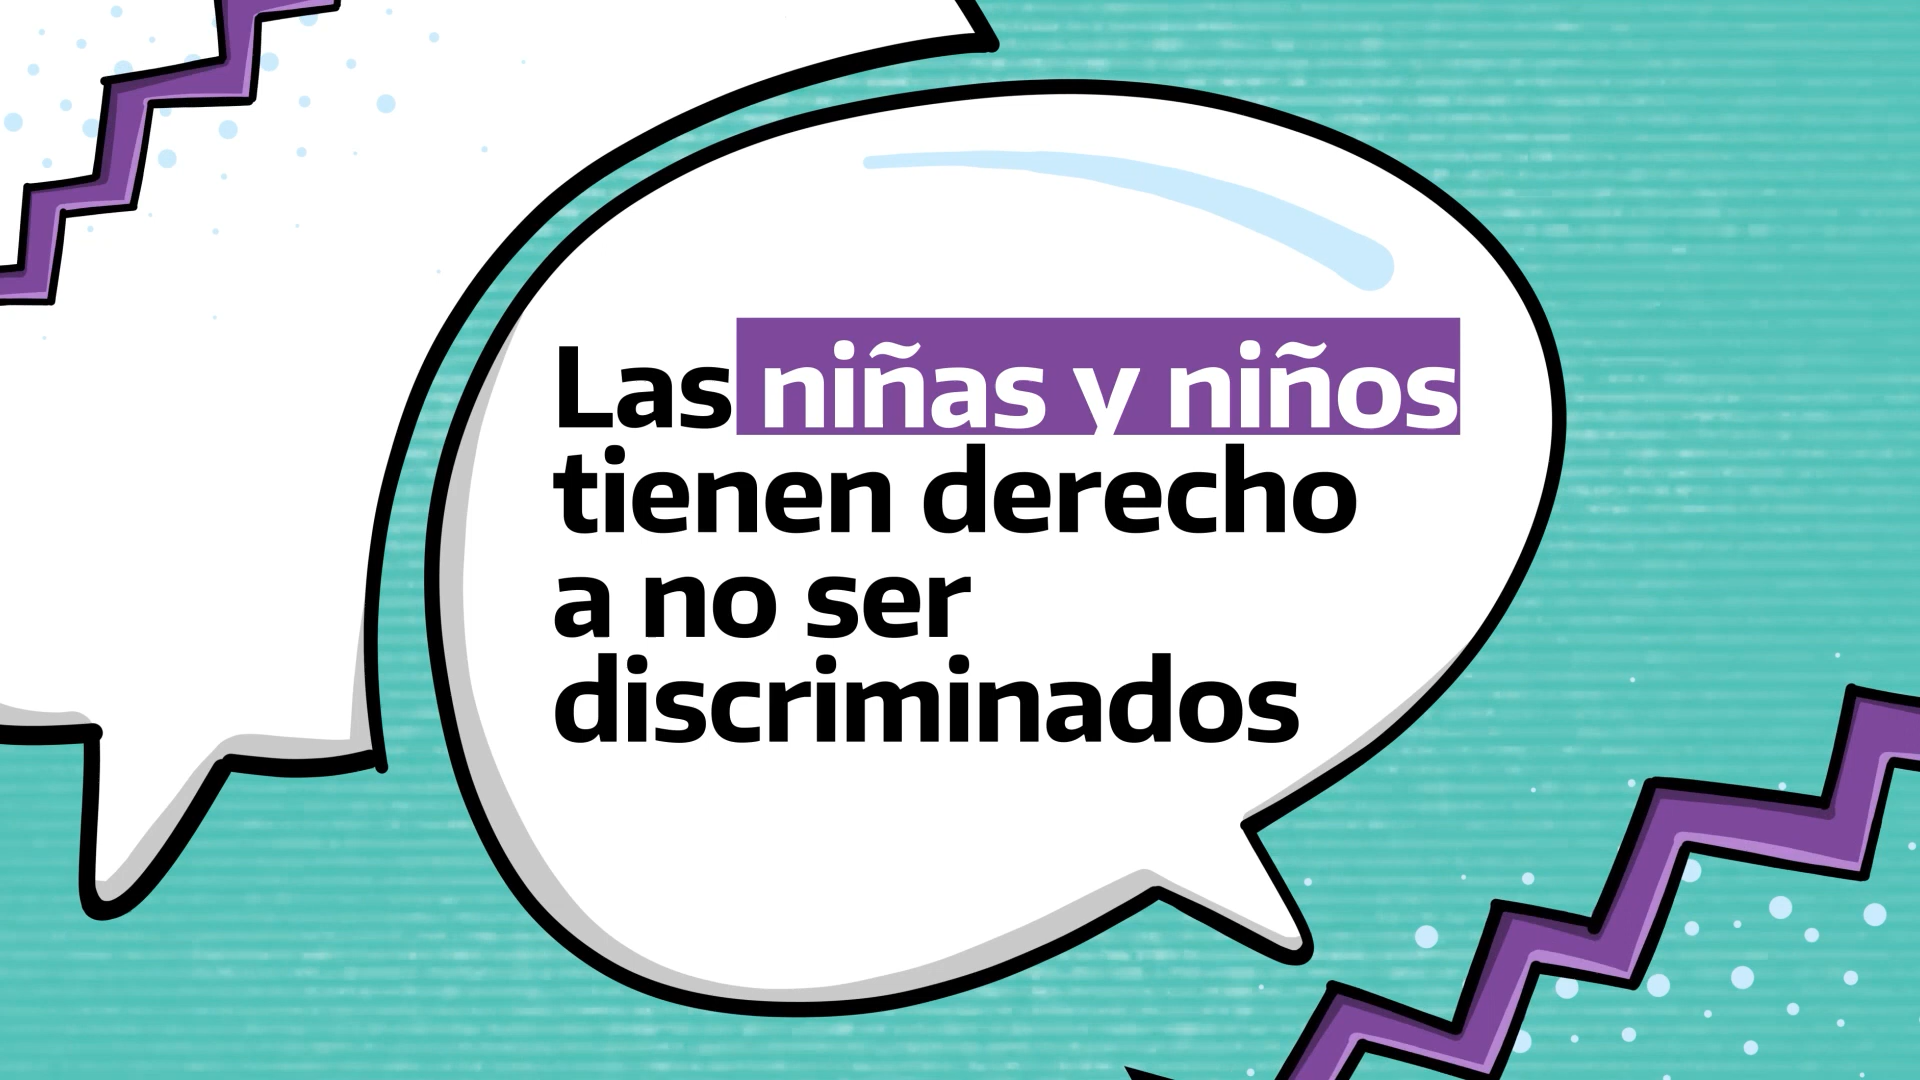 Las niñas y niños
tienen derecho
a no ser
discriminados